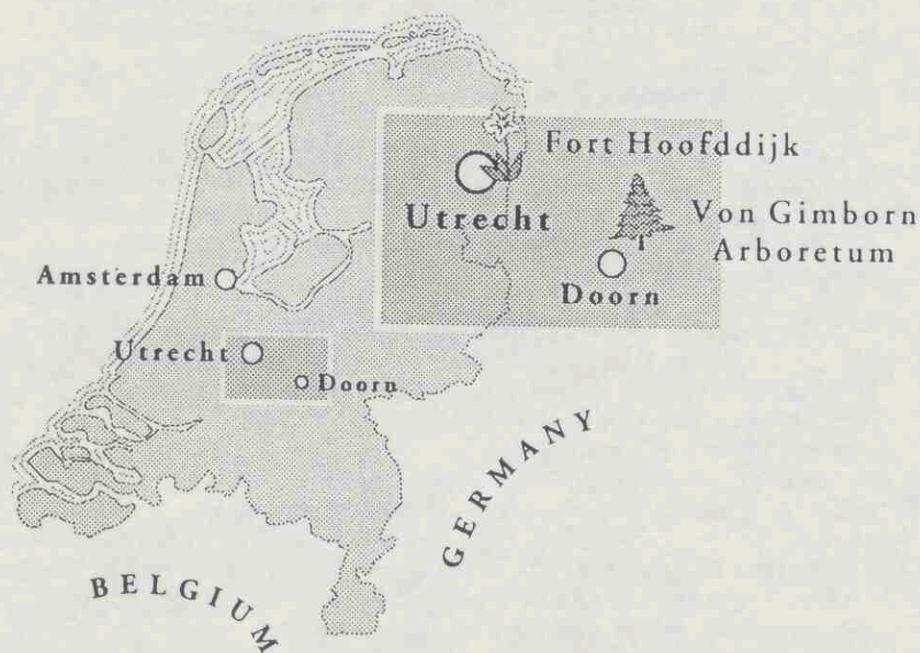 Fort Hoofddijk
Utrecht
Von Gimborn
Arboretum
Doorn
Amsterdam
Utrecht
Doorn
GERMANY
BELGIUM